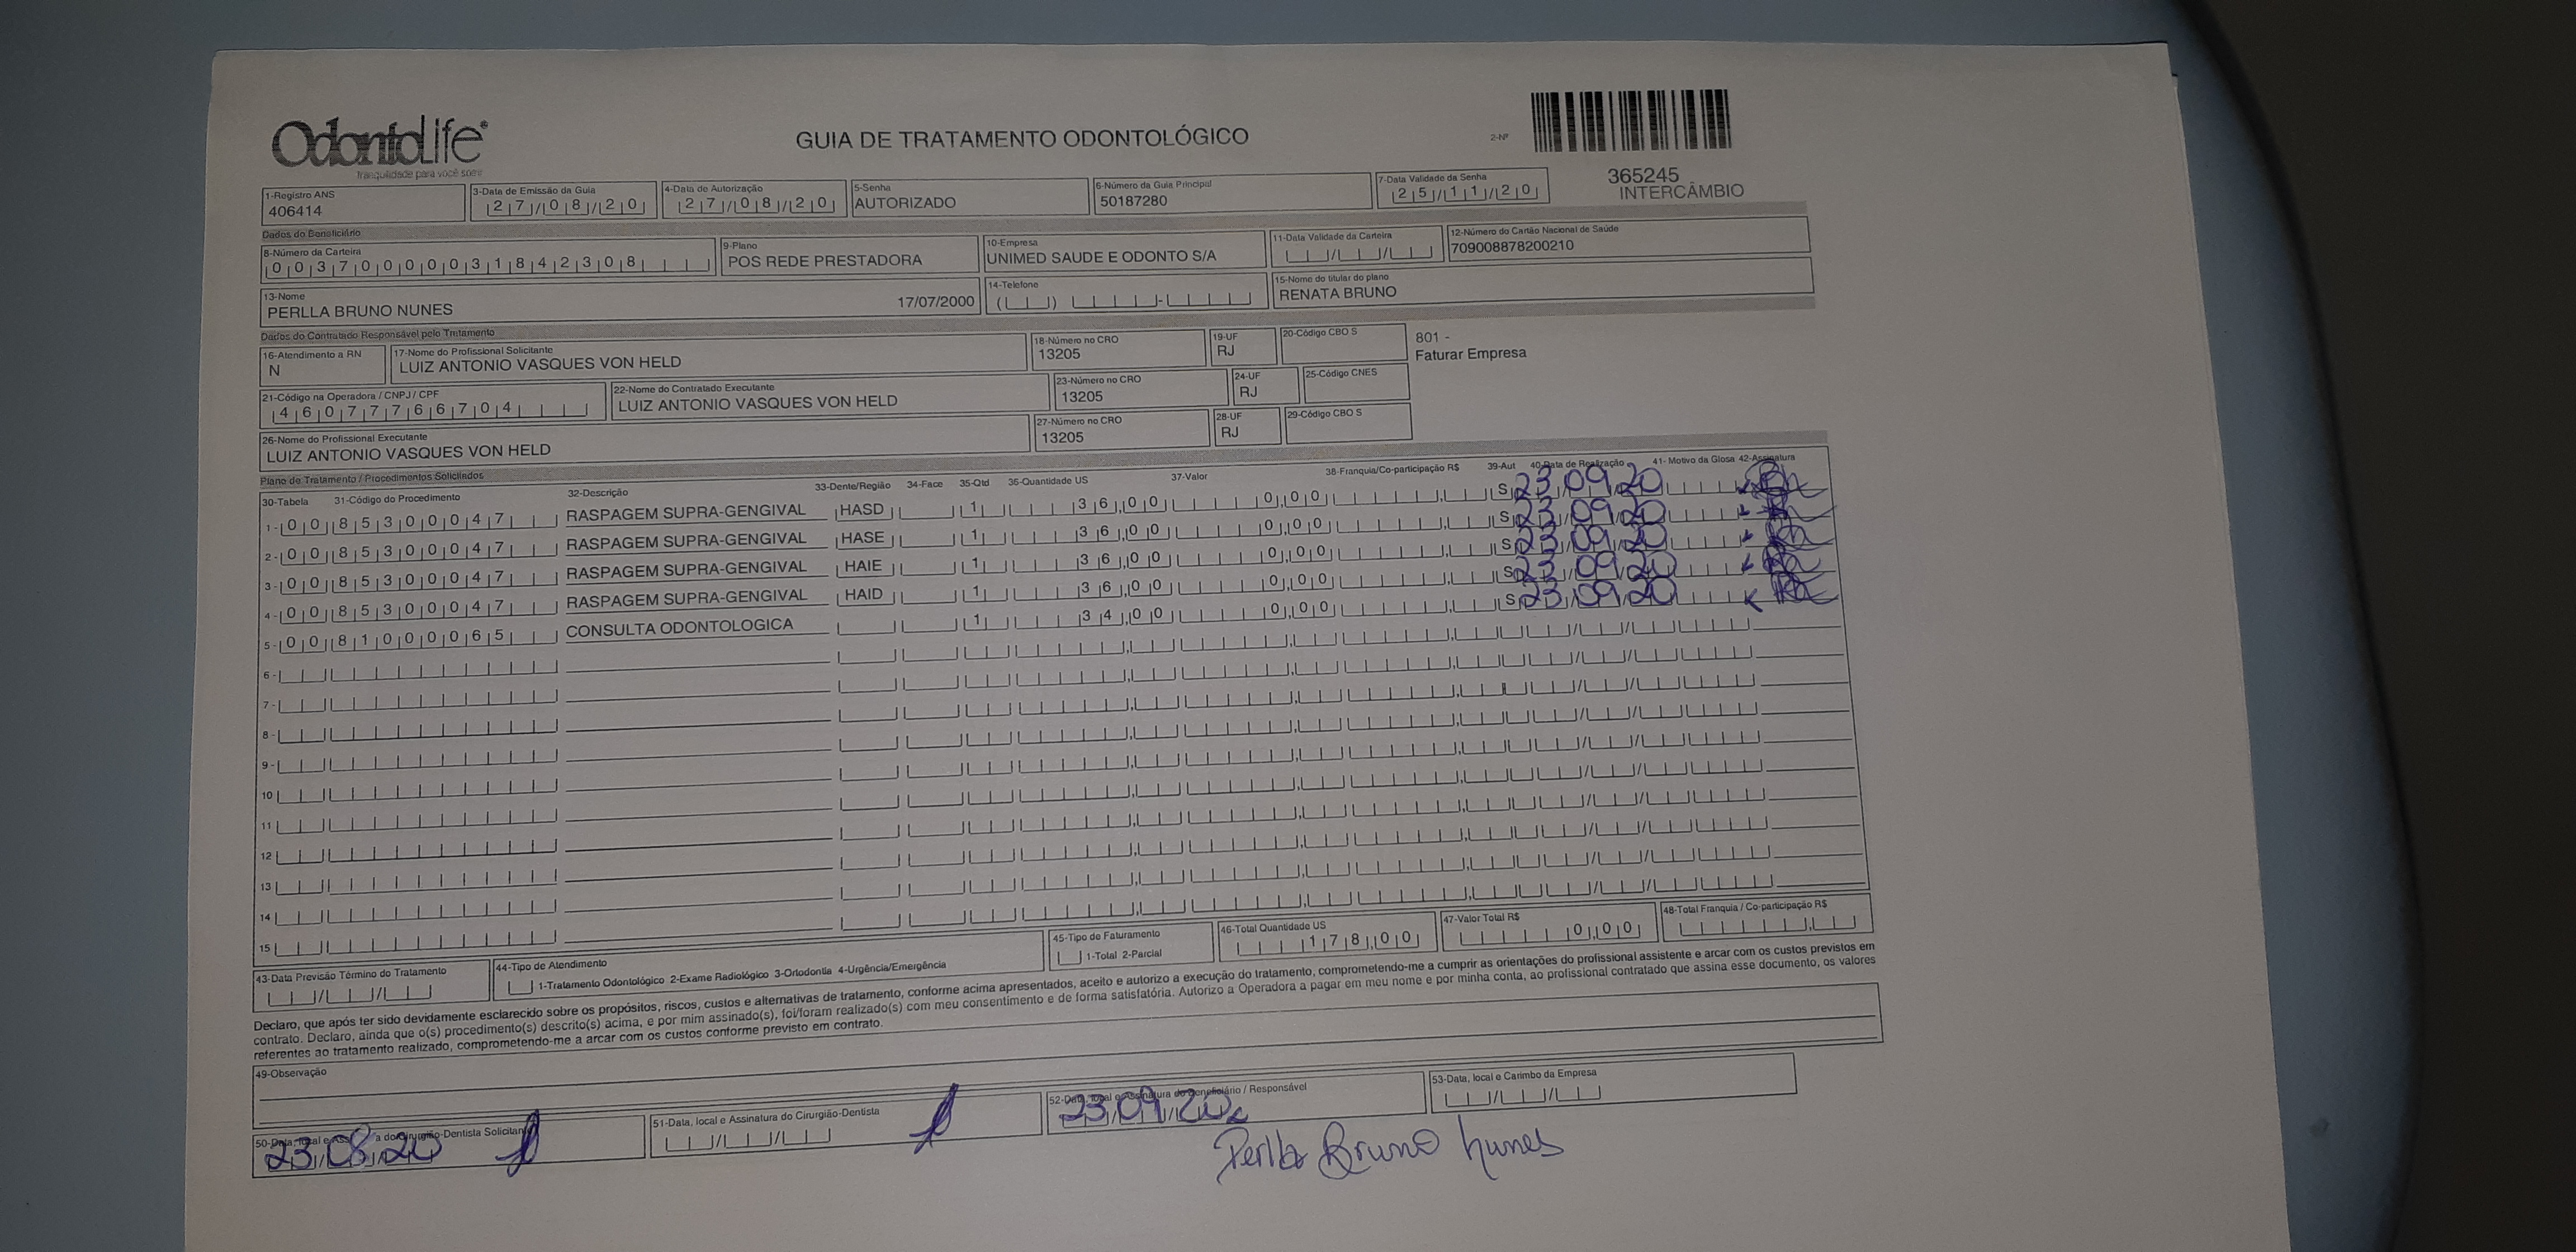 OdontoLife®
Tranquilidade para você sorrir
GUIA DE TRATAMENTO ODONTOLÓGICO
2-Nº
365245
INTERCÂMBIO
1-Registro ANS
406414
3-Data de Emissão da Guia
27/08/20
4-Data de Autorização
27/08/20
5-Senha
AUTORIZADO
6-Número da Guia Principal
50187280
7-Data Validade da Senha
25/11/20
Dados do Beneficiário
8-Número da Carteira
00370000031842308
9-Plano
POS REDE PRESTADORA
10-Empresa
UNIMED SAUDE E ODONTO S/A
11-Data Validade da Carteira
12-Número do Cartão Nacional de Saúde
709008878200210
13-Nome
PERLLA BRUNO NUNES 17/07/2000
14-Telefone
15-Nome do titular do plano
RENATA BRUNO
Dados do Contratado Responsável pelo Tratamento
16-Atendimento a RN
N
17-Nome do Profissional Solicitante
LUIZ ANTONIO VASQUES VON HELD
18-Número no CRO
13205
19-UF
RJ
20-Código CBO S
801 -
Faturar Empresa
21-Código na Operadora / CNPJ / CPF
46077766704
22-Nome do Contratado Executante
LUIZ ANTONIO VASQUES VON HELD
23-Número no CRO
13205
24-UF
RJ
25-Código CNES
26-Nome do Profissional Executante
LUIZ ANTONIO VASQUES VON HELD
27-Número no CRO
13205
28-UF
RJ
29-Código CBO S
Plano de Tratamento / Procedimentos Solicitados
30-Tabela 31-Código do Procedimento 32-Descrição 33-Dente/Região 34-Face 35-Qtd 36-Quantidade US 37-Valor 38-Franquia/Co-participação R$ 39-Aut 40-Data de Realização 41- Motivo da Glosa 42-Assinatura
1- 00 85300047 RASPAGEM SUPRA-GENGIVAL HASD 1 36,00 0,00 S 23/09/20
2- 00 85300047 RASPAGEM SUPRA-GENGIVAL HASE 1 36,00 0,00 S 23/09/20
3- 00 85300047 RASPAGEM SUPRA-GENGIVAL HAIE 1 36,00 0,00 S 23/09/20
4- 00 85300047 RASPAGEM SUPRA-GENGIVAL HAID 1 36,00 0,00 S 23/09/20
5- 00 81000065 CONSULTA ODONTOLOGICA 1 34,00 0,00 S 23/09/20
6-
7-
8-
9-
10
11
12
13
14
15
43-Data Previsão Término do Tratamento
44-Tipo de Atendimento
1-Tratamento Odontológico 2-Exame Radiológico 3-Ortodontia 4-Urgência/Emergência
45-Tipo de Faturamento
1-Total 2-Parcial
46-Total Quantidade US
178,00
47-Valor Total R$
0,00
48-Total Franquia / Co-participação R$
Declaro, que após ter sido devidamente esclarecido sobre os propósitos, riscos, custos e alternativas de tratamento, conforme acima apresentados, aceito e autorizo a execução do tratamento, comprometendo-me a cumprir as orientações do profissional assistente e arcar com os custos previstos em
contrato. Declaro, ainda que o(s) procedimento(s) descrito(s) acima, e por mim assinado(s), foi/foram realizado(s) com meu consentimento e de forma satisfatória. Autorizo a Operadora a pagar em meu nome e por minha conta, ao profissional contratado que assina esse documento, os valores
referentes ao tratamento realizado, comprometendo-me a arcar com os custos conforme previsto em contrato.
49-Observação
50-Data, local e Assinatura do Cirurgião-Dentista Solicitante
23/08/20
51-Data, local e Assinatura do Cirurgião-Dentista
52-Data, local e Assinatura do Beneficiário / Responsável
23/09/20
Perlla Bruno Nunes
53-Data, local e Carimbo da Empresa